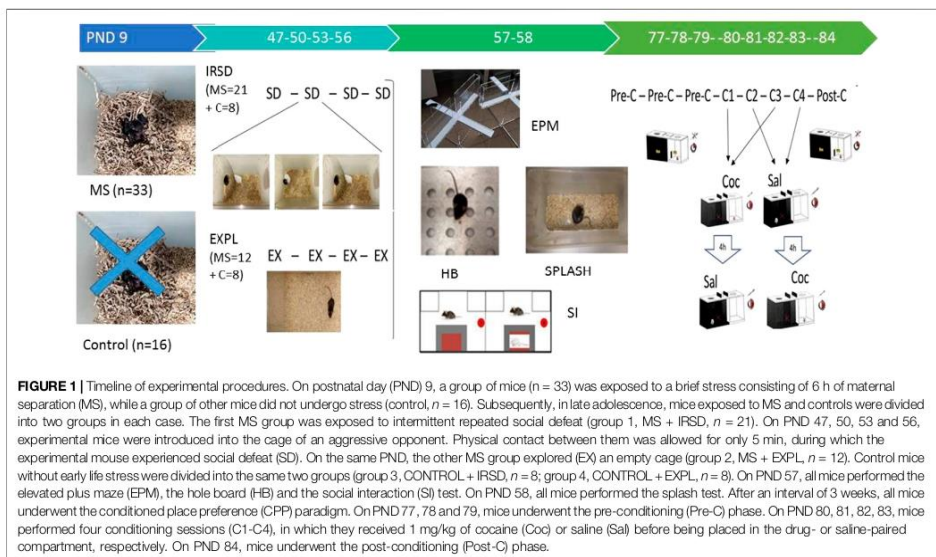 PND 9
47-50-53-56
57-58
77-78-79--80-81-82-83--84
IRSD
(MS=21
+ C=8)
SD – SD – SD – SD
MS (n=33)
EXPL
(MS=12
+ C=8)
EX – EX – EX – EX
Control (n=16)
EPM
HB
SPLASH
SI
Pre-C – Pre-C – Pre-C – C1 – C2 – C3 – C4 – Post-C
Coc
Sal
4h
4h
Sal
Coc
FIGURE 1 | Timeline of experimental procedures. On postnatal day (PND) 9, a group of mice (n = 33) was exposed to a brief stress consisting of 6 h of maternal
separation (MS), while a group of other mice did not undergo stress (control, n = 16). Subsequently, in late adolescence, mice exposed to MS and controls were divided
into two groups in each case. The first MS group was exposed to intermittent repeated social defeat (group 1, MS + IRSD, n = 21). On PND 47, 50, 53 and 56,
experimental mice were introduced into the cage of an aggressive opponent. Physical contact between them was allowed for only 5 min, during which the
experimental mouse experienced social defeat (SD). On the same PND, the other MS group explored (EX) an empty cage (group 2, MS + EXPL, n = 12). Control mice
without early life stress were divided into the same two groups (group 3, CONTROL + IRSD, n = 8; group 4, CONTROL + EXPL, n = 8). On PND 57, all mice performed the
elevated plus maze (EPM), the hole board (HB) and the social interaction (SI) test. On PND 58, all mice performed the splash test. After an interval of 3 weeks, all mice
underwent the conditioned place preference (CPP) paradigm. On PND 77, 78 and 79, mice underwent the pre-conditioning (Pre-C) phase. On PND 80, 81, 82, 83, mice
performed four conditioning sessions (C1-C4), in which they received 1 mg/kg of cocaine (Coc) or saline (Sal) before being placed in the drug- or saline-paired
compartment, respectively. On PND 84, mice underwent the post-conditioning (Post-C) phase.